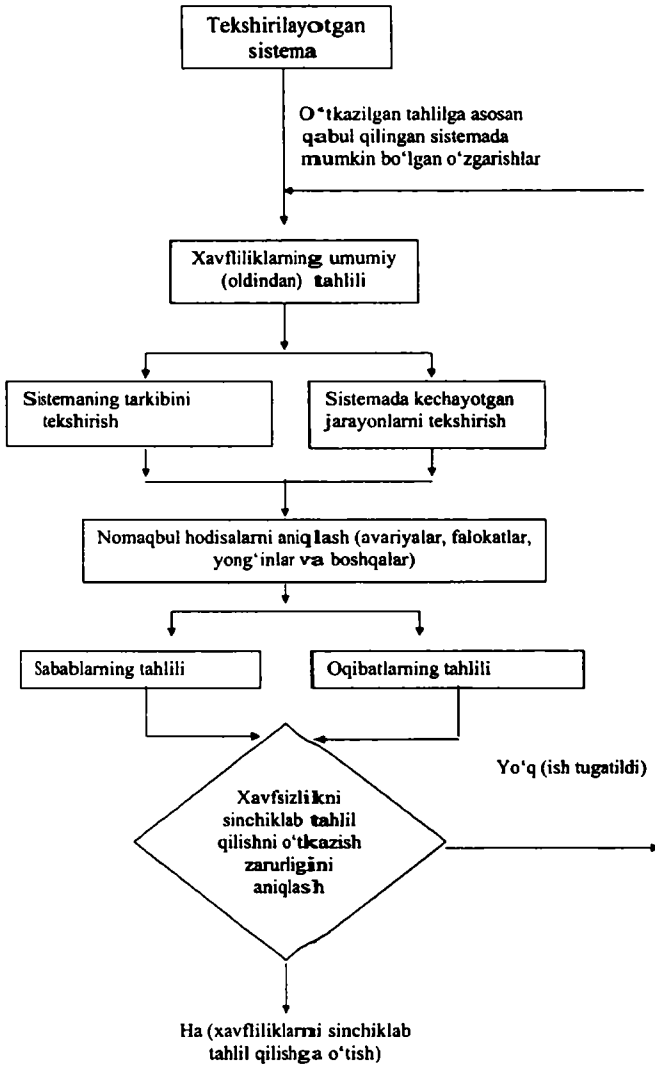 Tekshirilayotgan
sistema
O‘tkazilgan tahlilga asosan
qabul qilingan sistemada
mumkin bo‘lgan o‘zgarishlar
Xavfliliklarning umumiy
(oldindan) tahlili
Sistemaning tarkibini
tekshirish
Sistemada kechayotgan
jarayonlarni tekshirish
Nomaqbul hodisalarni aniqlash (avariyalar, falokatlar,
yong‘inlar va boshqalar)
Sabablarning tahlili
Oqibatlarning tahlili
Yo‘q (ish tugatildi)
Xavfsizlikni
sinchiklab tahlil
qilishni o‘tkazish
zarurligini
aniqlash
Ha (xavfliliklarni sinchiklab
tahlil qilishga o‘tish)